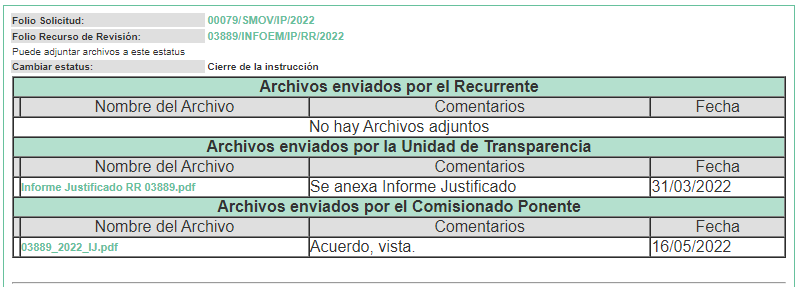 Folio Solicitud: 00079/SMOV/IP/2022
Folio Recurso de Revisión: 03889/INFOEM/IP/RR/2022
Puede adjuntar archivos a este estatus
Cambiar estatus: Cierre de la instrucción
Archivos enviados por el Recurrente
Nombre del Archivo Comentarios Fecha
No hay Archivos adjuntos
Archivos enviados por la Unidad de Transparencia
Nombre del Archivo Comentarios Fecha
Informe Justificado RR 03889.pdf Se anexa Informe Justificado 31/03/2022
Archivos enviados por el Comisionado Ponente
Nombre del Archivo Comentarios Fecha
03889_2022_IJ.pdf Acuerdo, vista. 16/05/2022